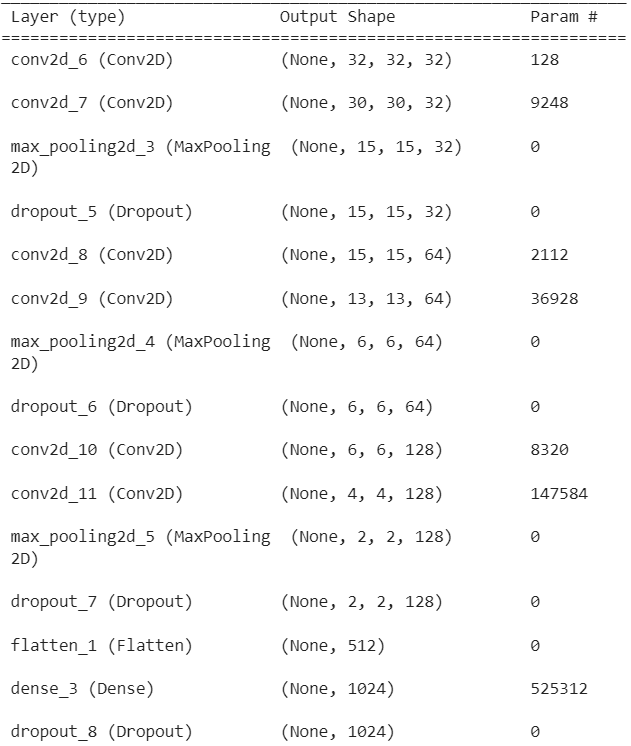 Layer (type) Output Shape Param #
=================================================================
conv2d_6 (Conv2D) (None, 32, 32, 32) 128
conv2d_7 (Conv2D) (None, 30, 30, 32) 9248
max_pooling2d_3 (MaxPooling (None, 15, 15, 32) 0
2D)
dropout_5 (Dropout) (None, 15, 15, 32) 0
conv2d_8 (Conv2D) (None, 15, 15, 64) 2112
conv2d_9 (Conv2D) (None, 13, 13, 64) 36928
max_pooling2d_4 (MaxPooling (None, 6, 6, 64) 0
2D)
dropout_6 (Dropout) (None, 6, 6, 64) 0
conv2d_10 (Conv2D) (None, 6, 6, 128) 8320
conv2d_11 (Conv2D) (None, 4, 4, 128) 147584
max_pooling2d_5 (MaxPooling (None, 2, 2, 128) 0
2D)
dropout_7 (Dropout) (None, 2, 2, 128) 0
flatten_1 (Flatten) (None, 512) 0
dense_3 (Dense) (None, 1024) 525312
dropout_8 (Dropout) (None, 1024) 0